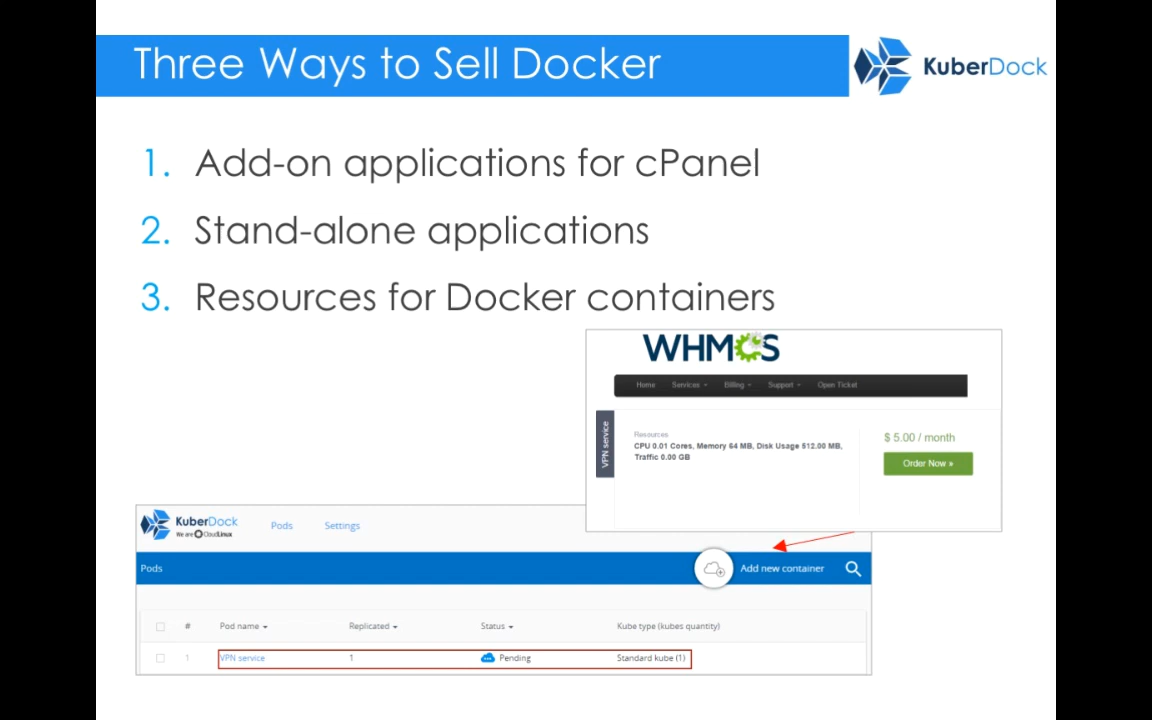 Three Ways to Sell Docker
KuberDock
1. Add-on applications for cPanel
2. Stand-alone applications
3. Resources for Docker containers
WHMCS
Home Services Billing Support Open Ticket
VPN service
Resources
CPU 0.01 Cores, Memory 64 MB, Disk Usage 512.00 MB,
Traffic 0.00 GB
$ 5.00 / month
Order Now »
KuberDock
We are CloudLinux
Pods Settings
Pods
Add new container
# Pod name Replicated Status Kube type (kubes quantity)
1 VPN service 1 Pending Standard kube (1)